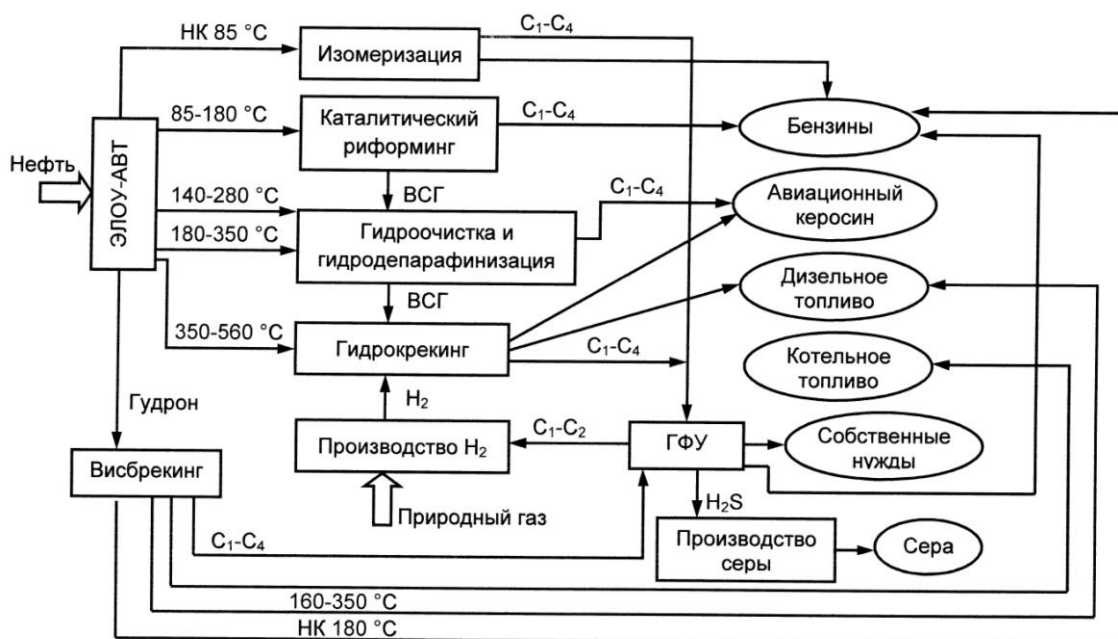 НК 85 °C
C₁-C₄
Изомеризация
85-180 °C
Каталитический
риформинг
C₁-C₄
Бензины
Нефть
ЭЛОУ-АВТ
ВСГ
C₁-C₄
Авиационный
керосин
140-280 °C
180-350 °C
Гидроочистка и
гидродепарафинизация
ВСГ
Дизельное
топливо
350-560 °C
Гидрокрекинг
C₁-C₄
Котельное
топливо
Гудрон
H₂
Производство H₂
C₁-C₂
ГФУ
Собственные
нужды
Висбрекинг
Природный газ
H₂S
Производство
серы
Сера
C₁-C₄
160-350 °C
НК 180 °C